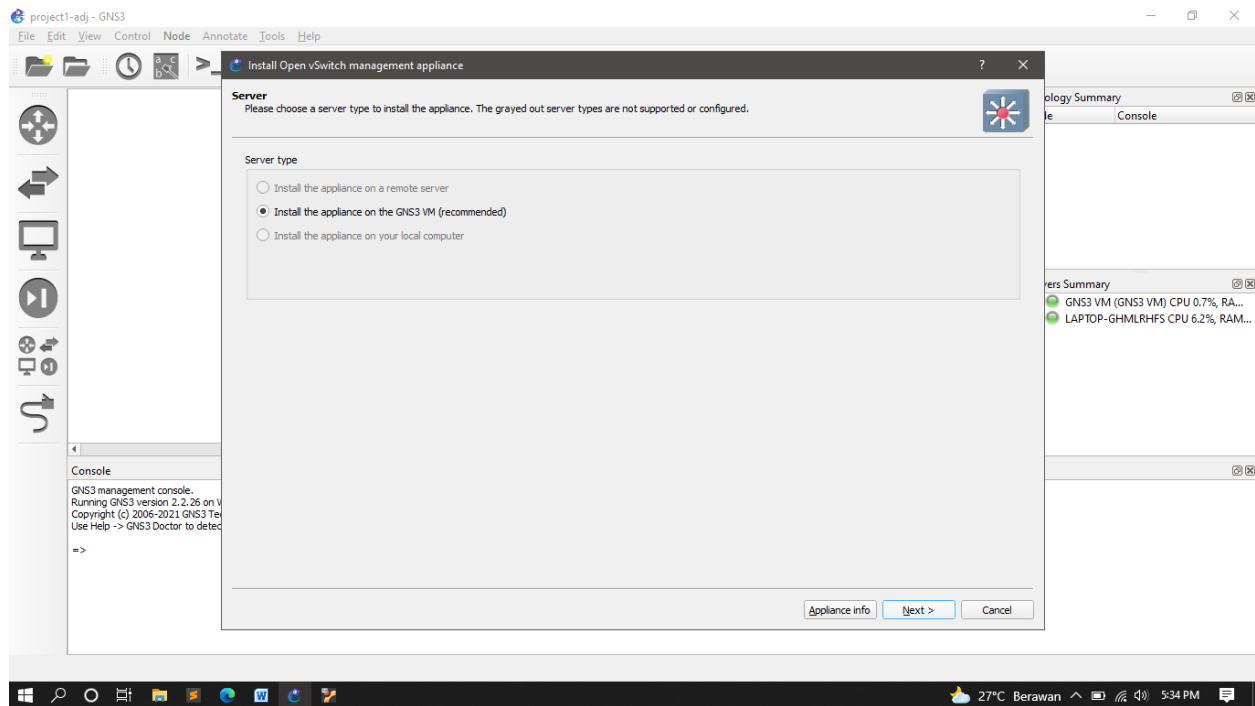 project1-adj - GNS3
File Edit View Control Node Annotate Tools Help
Install Open vSwitch management appliance
Server
Please choose a server type to install the appliance. The grayed out server types are not supported or configured.
Server type
Install the appliance on a remote server
Install the appliance on the GNS3 VM (recommended)
Install the appliance on your local computer
Appliance info Next > Cancel
ology Summary
le Console
vers Summary
GNS3 VM (GNS3 VM) CPU 0.7%, RA...
LAPTOP-GHMLRHFS CPU 6.2%, RAM...
Console
GNS3 management console.
Running GNS3 version 2.2.26 on W
Copyright (c) 2006-2021 GNS3 Te
Use Help -> GNS3 Doctor to detec
=>
27°C Berawan 5:34 PM